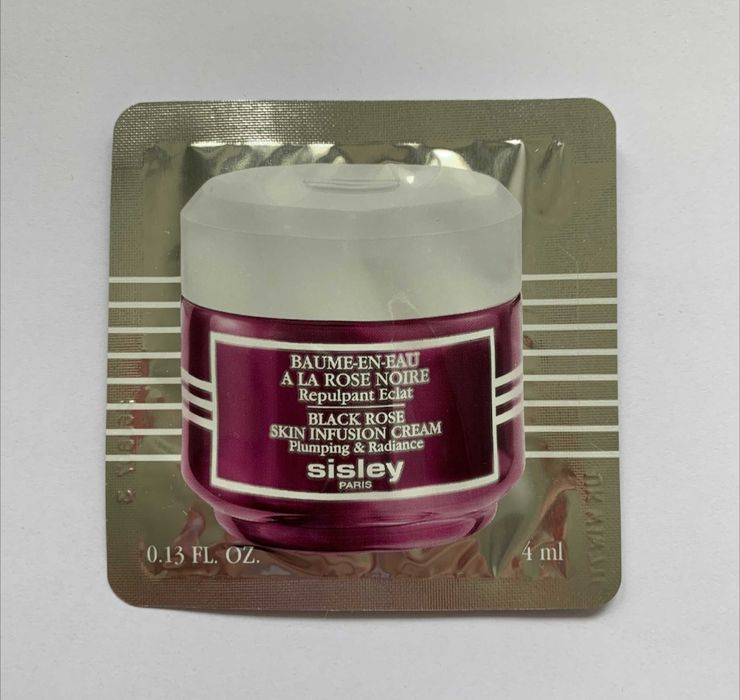 BAUME-EN-EAU
A LA ROSE NOIRE
Repulpant Eclat
BLACK ROSE
SKIN INFUSION CREAM
Plumping & Radiance
sisley
PARIS
0.13 FL. OZ.
4 ml